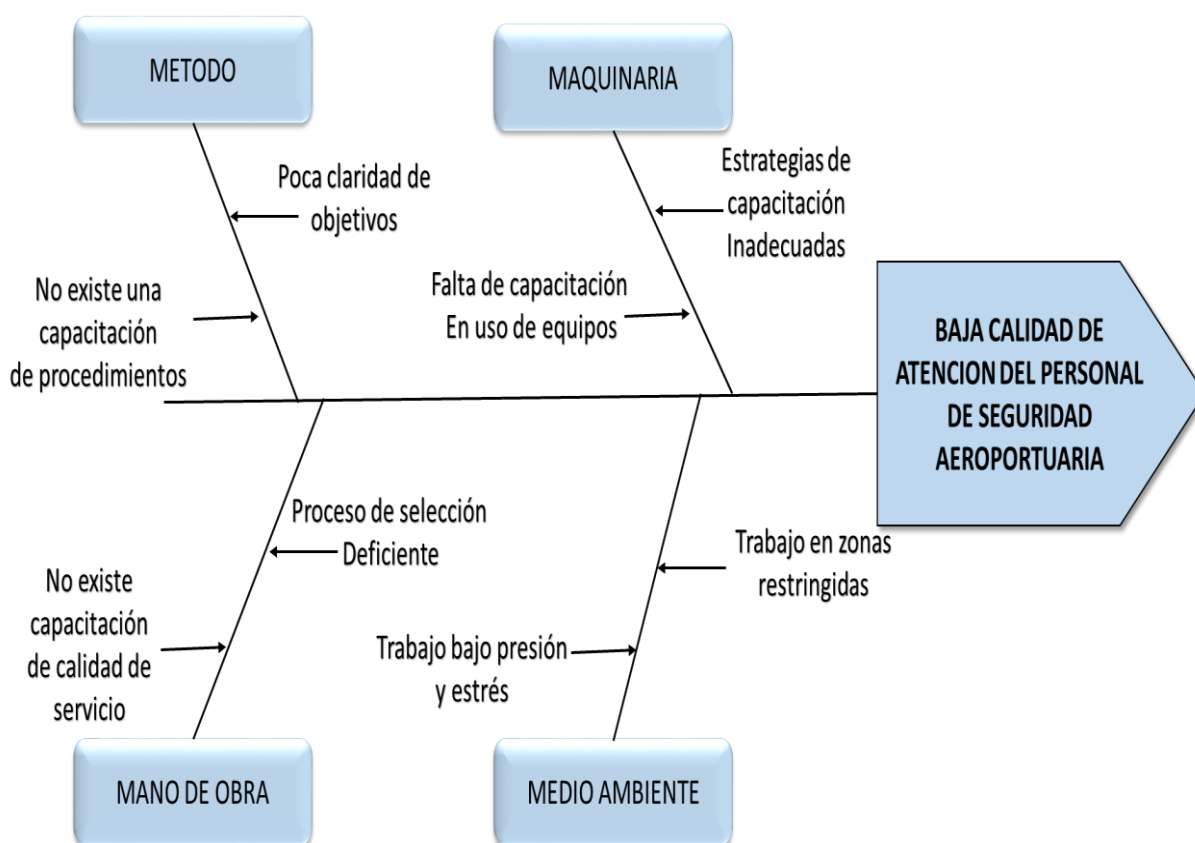 METODO
MAQUINARIA
Poca claridad de
objetivos
Estrategias de
capacitación
Inadecuadas
No existe una
capacitación
de procedimientos
Falta de capacitación
En uso de equipos
BAJA CALIDAD DE
ATENCION DEL PERSONAL
DE SEGURIDAD
AEROPORTUARIA
Proceso de selección
Deficiente
No existe
capacitación
de calidad de
servicio
Trabajo en zonas
restringidas
Trabajo bajo presión
y estrés
MANO DE OBRA
MEDIO AMBIENTE